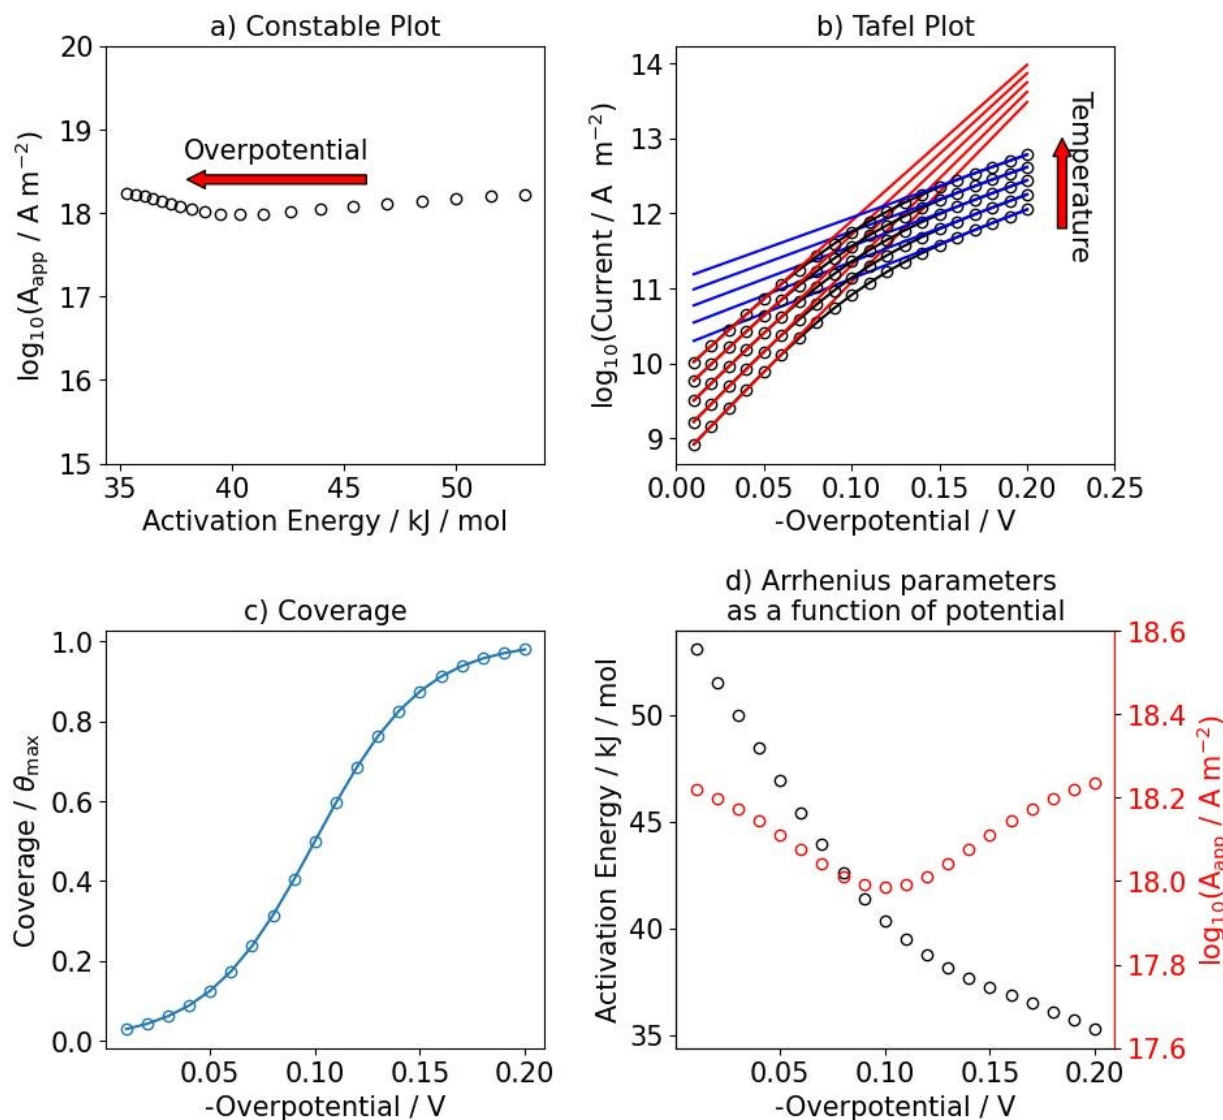 a) Constable Plot
20
19
18
17
16
15
log₁₀(A_app / A m⁻²)
Overpotential
35 40 45 50
Activation Energy / kJ / mol
b) Tafel Plot
14
13
12
11
10
9
log₁₀(Current / A m⁻²)
Temperature
0.00 0.05 0.10 0.15 0.20 0.25
-Overpotential / V
c) Coverage
1.0
0.8
0.6
0.4
0.2
0.0
Coverage / θ_max
0.05 0.10 0.15 0.20
-Overpotential / V
d) Arrhenius parameters
as a function of potential
50
45
40
35
Activation Energy / kJ / mol
18.6
18.4
18.2
18.0
17.8
17.6
log₁₀(A_app / A m⁻²)
0.05 0.10 0.15 0.20
-Overpotential / V